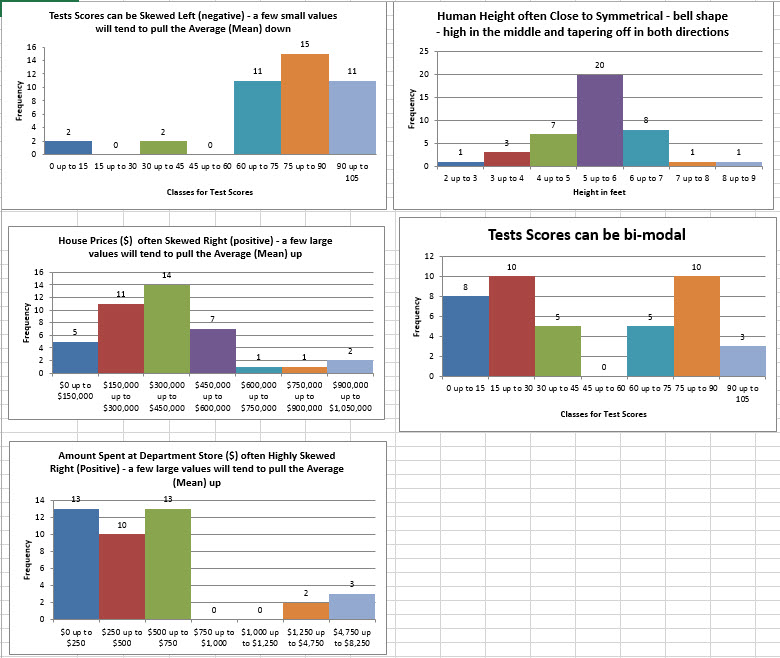 Tests Scores can be Skewed Left (negative) - a few small values
will tend to pull the Average (Mean) down
Frequency
16
14
12
10
8
6
4
2
0
2
0
2
0
11
15
11
0 up to 15 15 up to 30 30 up to 45 45 up to 60 60 up to 75 75 up to 90 90 up to
105
Classes for Test Scores
Human Height often Close to Symmetrical - bell shape
- high in the middle and tapering off in both directions
Frequency
25
20
15
10
5
0
1
3
7
20
8
1
1
2 up to 3 3 up to 4 4 up to 5 5 up to 6 6 up to 7 7 up to 8 8 up to 9
Height in feet
House Prices ($) often Skewed Right (positive) - a few large
values will tend to pull the Average (Mean) up
Frequency
16
14
12
10
8
6
4
2
0
5
11
14
7
1
1
2
$0 up to $150,000 $300,000 $450,000 $600,000 $750,000 $900,000
$150,000 up to up to up to up to up to up to
$300,000 $450,000 $600,000 $750,000 $900,000 $1,050,000
Tests Scores can be bi-modal
Frequency
12
10
8
6
4
2
0
8
10
5
0
5
10
3
0 up to 15 15 up to 30 30 up to 45 45 up to 60 60 up to 75 75 up to 90 90 up to
105
Classes for Test Scores
Amount Spent at Department Store ($) often Highly Skewed
Right (Positive) - a few large values will tend to pull the Average
(Mean) up
Frequency
14
12
10
8
6
4
2
0
13
10
13
0
0
2
3
$0 up to $250 up to $500 up to $750 up to $1,000 up $1,250 up $4,750 up
$250 $500 $750 $1,000 to $1,250 to $4,750 to $8,250